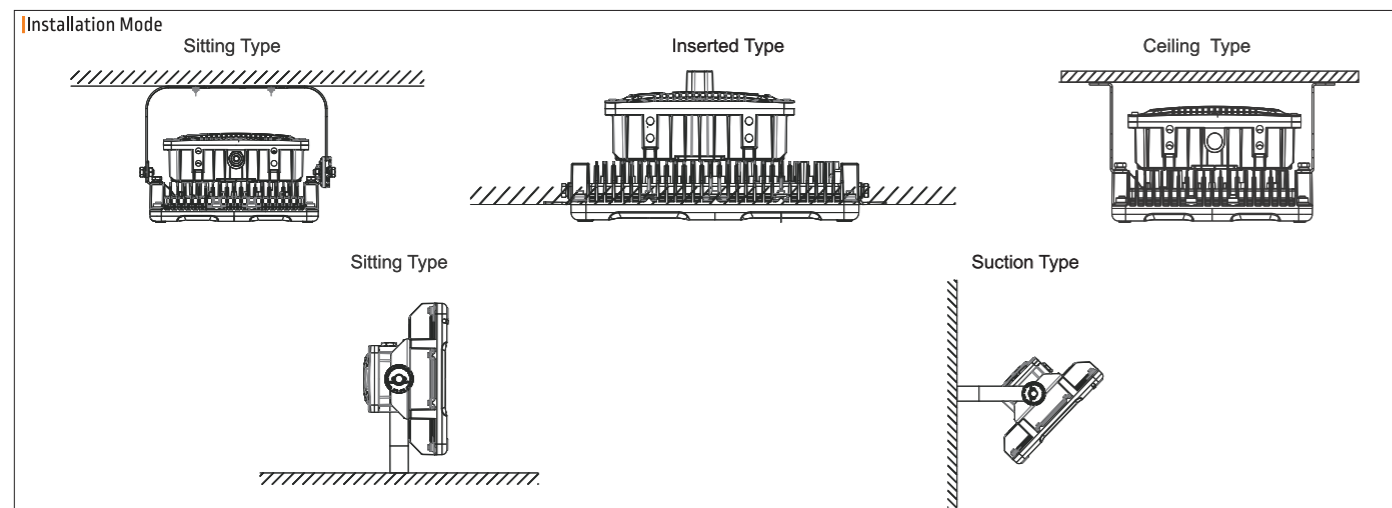 Installation Mode
Sitting Type
Inserted Type
Ceiling Type
Sitting Type
Suction Type